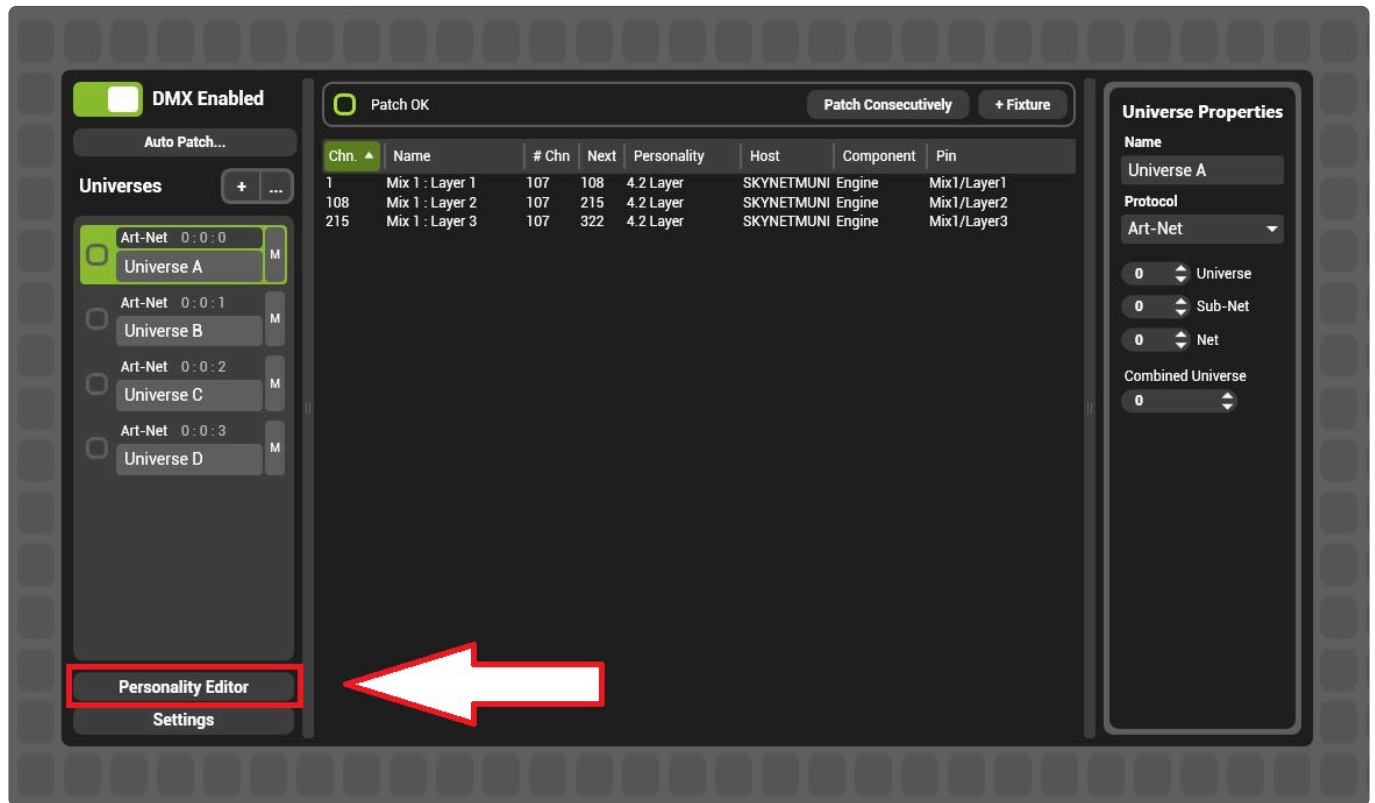 DMX Enabled
Auto Patch...
Universes + ...
Art-Net 0:0:0
Universe A
M
Art-Net 0:0:1
Universe B
M
Art-Net 0:0:2
Universe C
M
Art-Net 0:0:3
Universe D
M
Personality Editor
Settings
Patch OK Patch Consecutively + Fixture
Chn. Name # Chn Next Personality Host Component Pin
1 Mix 1 : Layer 1 107 108 4.2 Layer SKYNETMUNI Engine Mix1/Layer1
108 Mix 1 : Layer 2 107 215 4.2 Layer SKYNETMUNI Engine Mix1/Layer2
215 Mix 1 : Layer 3 107 322 4.2 Layer SKYNETMUNI Engine Mix1/Layer3
Universe Properties
Name
Universe A
Protocol
Art-Net
0 Universe
0 Sub-Net
0 Net
Combined Universe
0